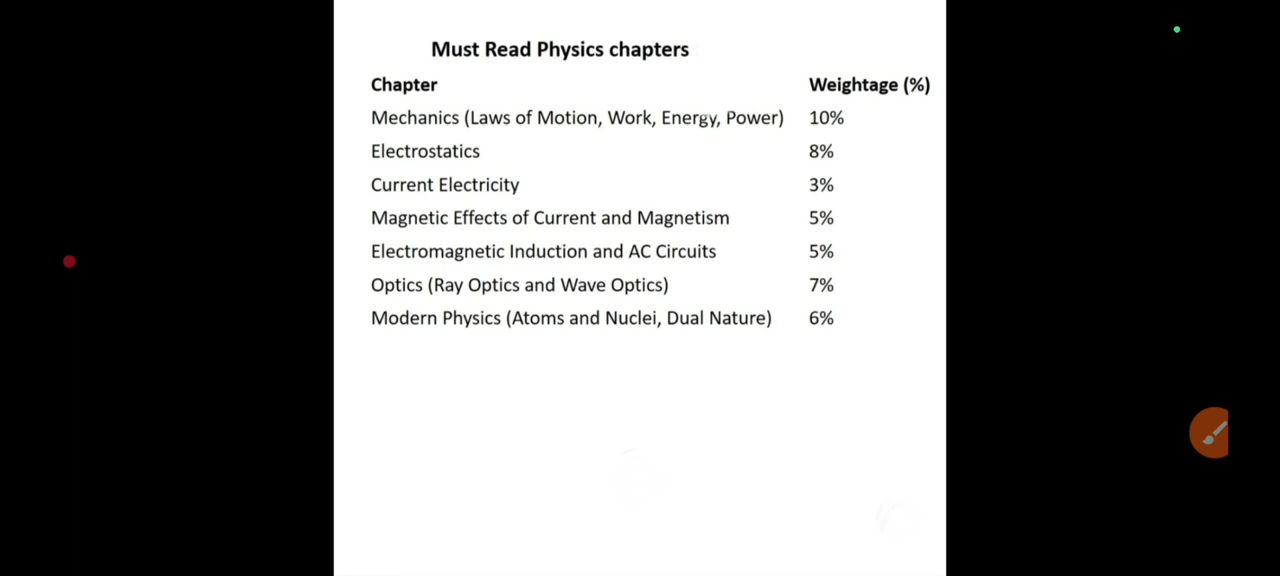 Must Read Physics chapters
Chapter Weightage (%)
Mechanics (Laws of Motion, Work, Energy, Power) 10%
Electrostatics 8%
Current Electricity 3%
Magnetic Effects of Current and Magnetism 5%
Electromagnetic Induction and AC Circuits 5%
Optics (Ray Optics and Wave Optics) 7%
Modern Physics (Atoms and Nuclei, Dual Nature) 6%